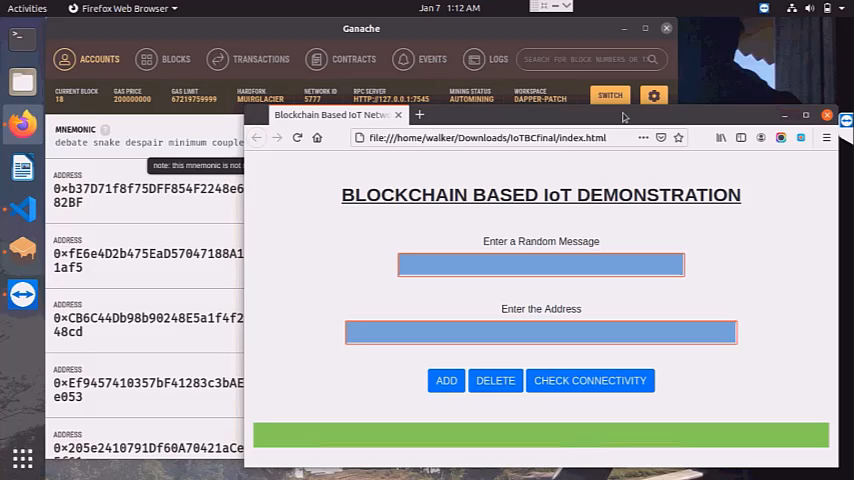 Activities
Firefox Web Browser
Jan 7 1:12 AM
Ganache
ACCOUNTS
BLOCKS
TRANSACTIONS
CONTRACTS
EVENTS
LOGS
SEARCH FOR BLOCK NUMBERS OR
CURRENT BLOCK
18
GAS PRICE
200000000
GAS LIMIT
67219759999
HARDFORK
MUIRGLACIER
NETWORK ID
5777
RPC SERVER
HTTP://127.0.0.1:7545
MINING STATUS
AUTOMINING
WORKSPACE
DAPPER-PATCH
SWITCH
MNEMONIC ?
debate snake despair minimum couple
note: this mnemonic is not
ADDRESS
0×b37D71f8f75DFF854F2248e6
82BF
ADDRESS
0×fE6e4D2b475EaD57047188A1
1af5
ADDRESS
0×CB6C44Db98b90248E5a1f4f2
48cd
ADDRESS
0×Ef9457410357bF41283c3bAE
e053
ADDRESS
0×205e2410791Df60A70421aCe
Blockchain Based IoT Netw
file:///home/walker/Downloads/IoTBCfinal/index.html
BLOCKCHAIN BASED IoT DEMONSTRATION
Enter a Random Message
Enter the Address
ADD
DELETE
CHECK CONNECTIVITY